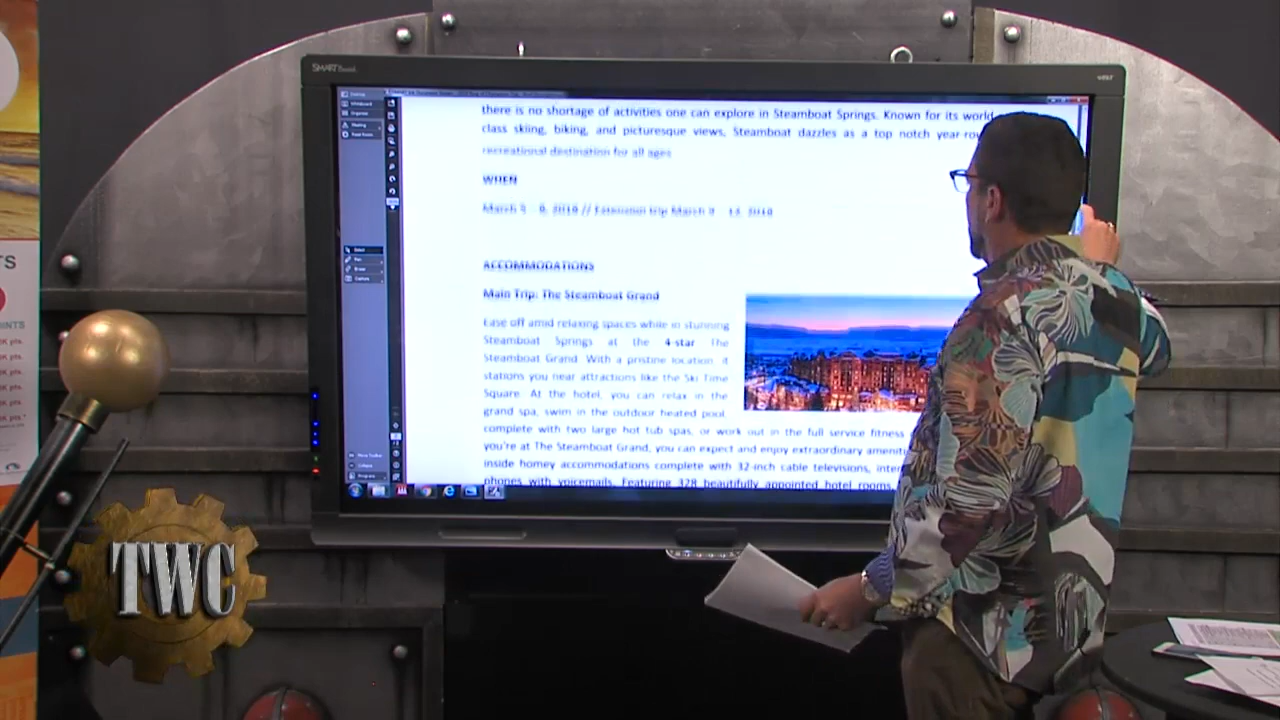 SMART Board
there is no shortage of activities one can explore in Steamboat Springs. Known for its world
class skiing, biking, and picturesque views, Steamboat dazzles as a top notch year-rou
recreational destination for all ages
WHEN
March 5 8, 2018 // Extension trip March 9 12, 2018
ACCOMMODATIONS
Main Trip: The Steamboat Grand
Ease off amid relaxing spaces while in stunning
Steamboat Springs at the 4-star The
Steamboat Grand. With a pristine location, it
stations you near attractions like the Ski Time
Square. At the hotel, you can relax in the
grand spa, swim in the outdoor heated pool,
complete with two large hot tub spas, or work out in the full service fitness
you're at The Steamboat Grand, you can expect and enjoy extraordinary ameniti
inside homey accommodations complete with 32-inch cable televisions, inter
phones with voicemails. Featuring 328 beautifully appointed hotel rooms,
TWC